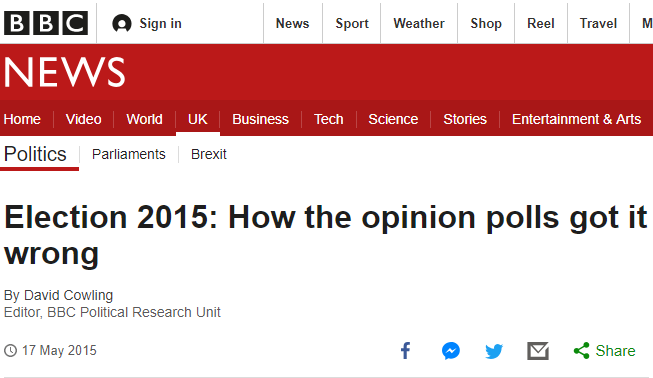 BBC Sign in News Sport Weather Shop Reel Travel M
NEWS
Home Video World UK Business Tech Science Stories Entertainment & Arts
Politics Parliaments Brexit
Election 2015: How the opinion polls got it
wrong
By David Cowling
Editor, BBC Political Research Unit
17 May 2015 Share